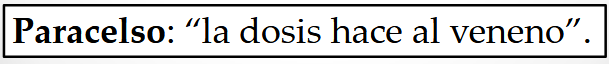 Paracelso: “la dosis hace al veneno”.